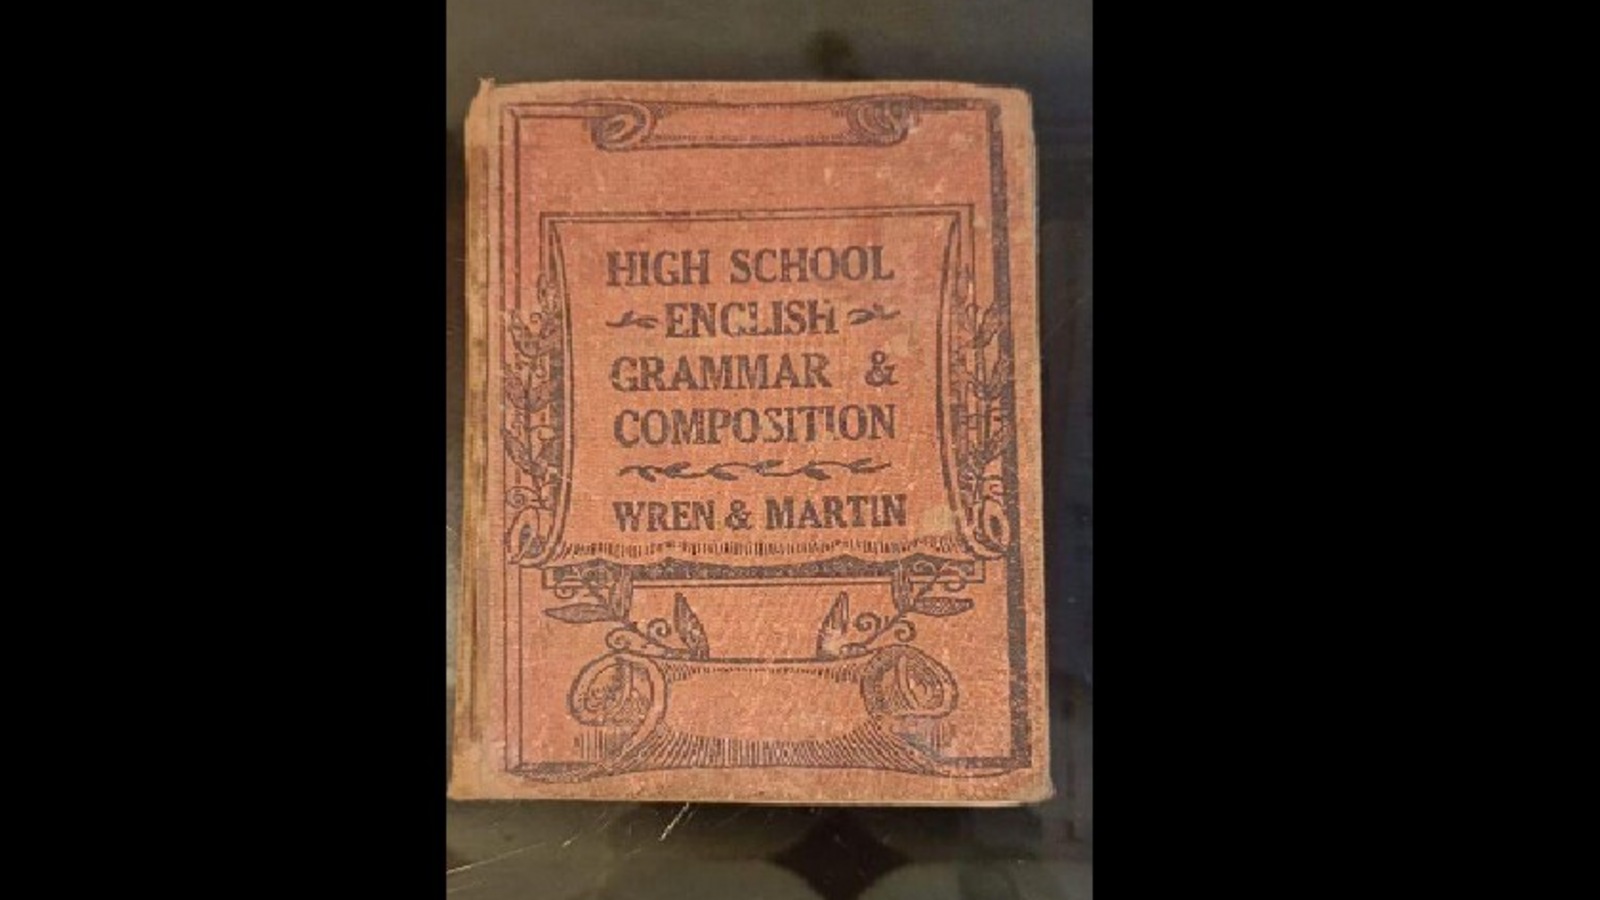 HIGH SCHOOL
ENGLISH
GRAMMAR &
COMPOSITION
WREN & MARTIN